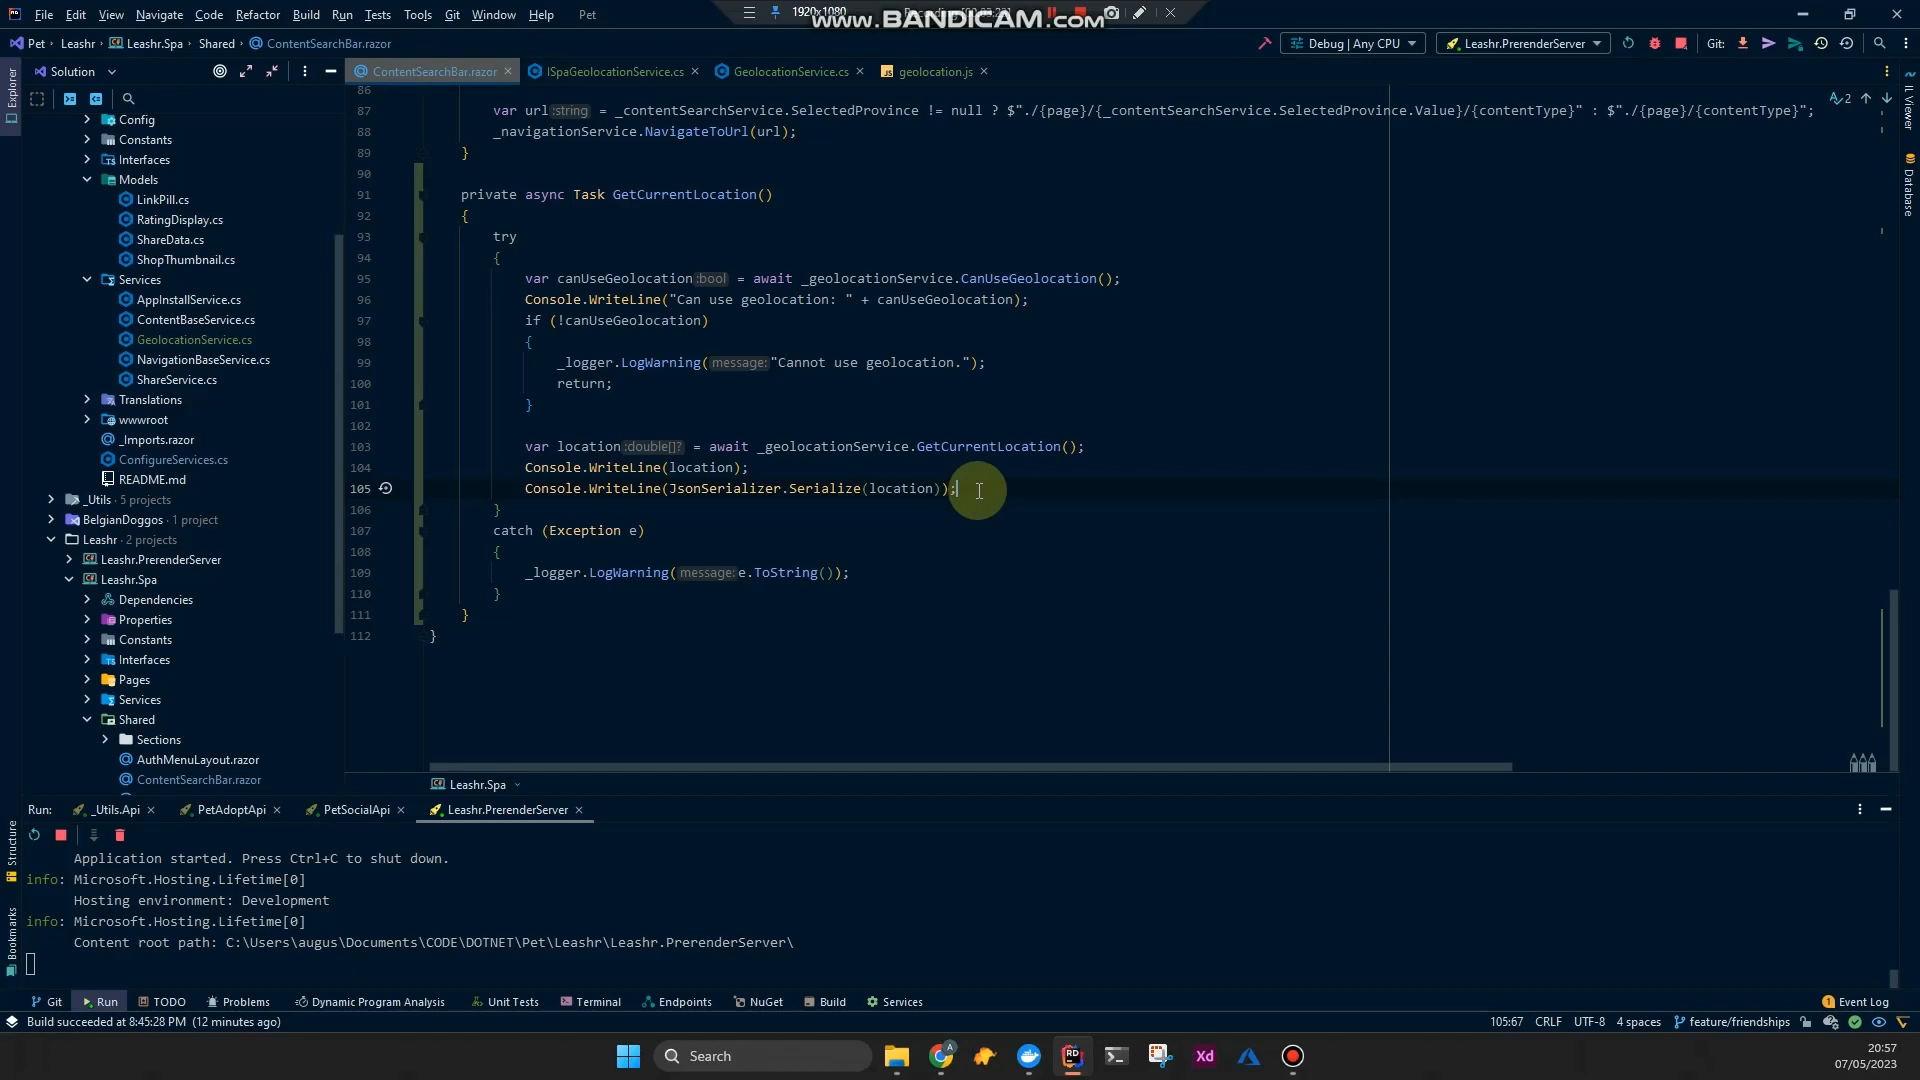 File Edit View Navigate Code Refactor Build Run Tests Tools Git Window Help Pet
1920x1080
www.BANDICAM.com
Pet Leashr Leashr.Spa Shared ContentSearchBar.razor
Debug | Any CPU Leashr.PrerenderServer Git:
Solution
ContentSearchBar.razor ISpaGeolocationService.cs GeolocationService.cs geolocation.js
Explorer
Structure
Bookmarks
IL Viewer
Database
Config
Constants
Interfaces
Models
LinkPill.cs
RatingDisplay.cs
ShareData.cs
ShopThumbnail.cs
Services
AppInstallService.cs
ContentBaseService.cs
GeolocationService.cs
NavigationBaseService.cs
ShareService.cs
Translations
wwwroot
_Imports.razor
ConfigureServices.cs
README.md
_Utils · 5 projects
BelgianDoggos · 1 project
Leashr · 2 projects
Leashr.PrerenderServer
Leashr.Spa
Dependencies
Properties
Constants
Interfaces
Pages
Services
Shared
Sections
AuthMenuLayout.razor
ContentSearchBar.razor
2
86
87 var url :string = _contentSearchService.SelectedProvince != null ? $"./{page}/{_contentSearchService.SelectedProvince.Value}/{contentType}" : $"./{page}/{contentType}";
88 _navigationService.NavigateToUrl(url);
89 }
90
91 private async Task GetCurrentLocation()
92 {
93 try
94 {
95 var canUseGeolocation :bool = await _geolocationService.CanUseGeolocation();
96 Console.WriteLine("Can use geolocation: " + canUseGeolocation);
97 if (!canUseGeolocation)
98 {
99 _logger.LogWarning( message: "Cannot use geolocation.");
100 return;
101 }
102
103 var location :double[]? = await _geolocationService.GetCurrentLocation();
104 Console.WriteLine(location);
105 Console.WriteLine(JsonSerializer.Serialize(location));
106 }
107 catch (Exception e)
108 {
109 _logger.LogWarning( message: e.ToString());
110 }
111 }
112 }
Leashr.Spa
Run: _Utils.Api PetAdoptApi PetSocialApi Leashr.PrerenderServer
Application started. Press Ctrl+C to shut down.
info: Microsoft.Hosting.Lifetime[0]
Hosting environment: Development
info: Microsoft.Hosting.Lifetime[0]
Content root path: C:\Users\augus\Documents\CODE\DOTNET\Pet\Leashr\Leashr.PrerenderServer\
Git Run TODO Problems Dynamic Program Analysis Unit Tests Terminal Endpoints NuGet Build Services 1 Event Log
Build succeeded at 8:45:28 PM (12 minutes ago) 105:67 CRLF UTF-8 4 spaces feature/friendships
Search
A
RD
Xd
20:57
07/05/2023